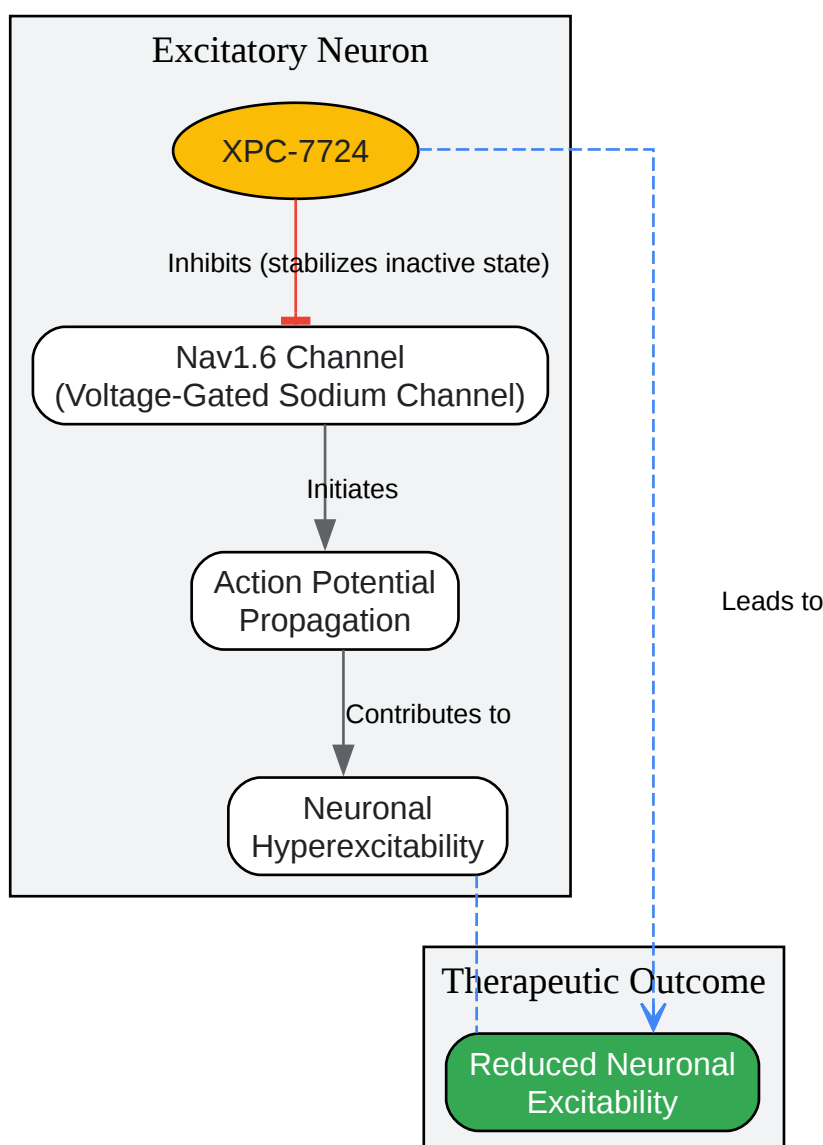 Excitatory Neuron
XPC-7724
Inhibits (stabilizes inactive state)
Nav1.6 Channel
(Voltage-Gated Sodium Channel)
Initiates
Action Potential
Propagation
Leads to
Contributes to
Neuronal
Hyperexcitability
Therapeutic Outcome
Reduced Neuronal
Excitability